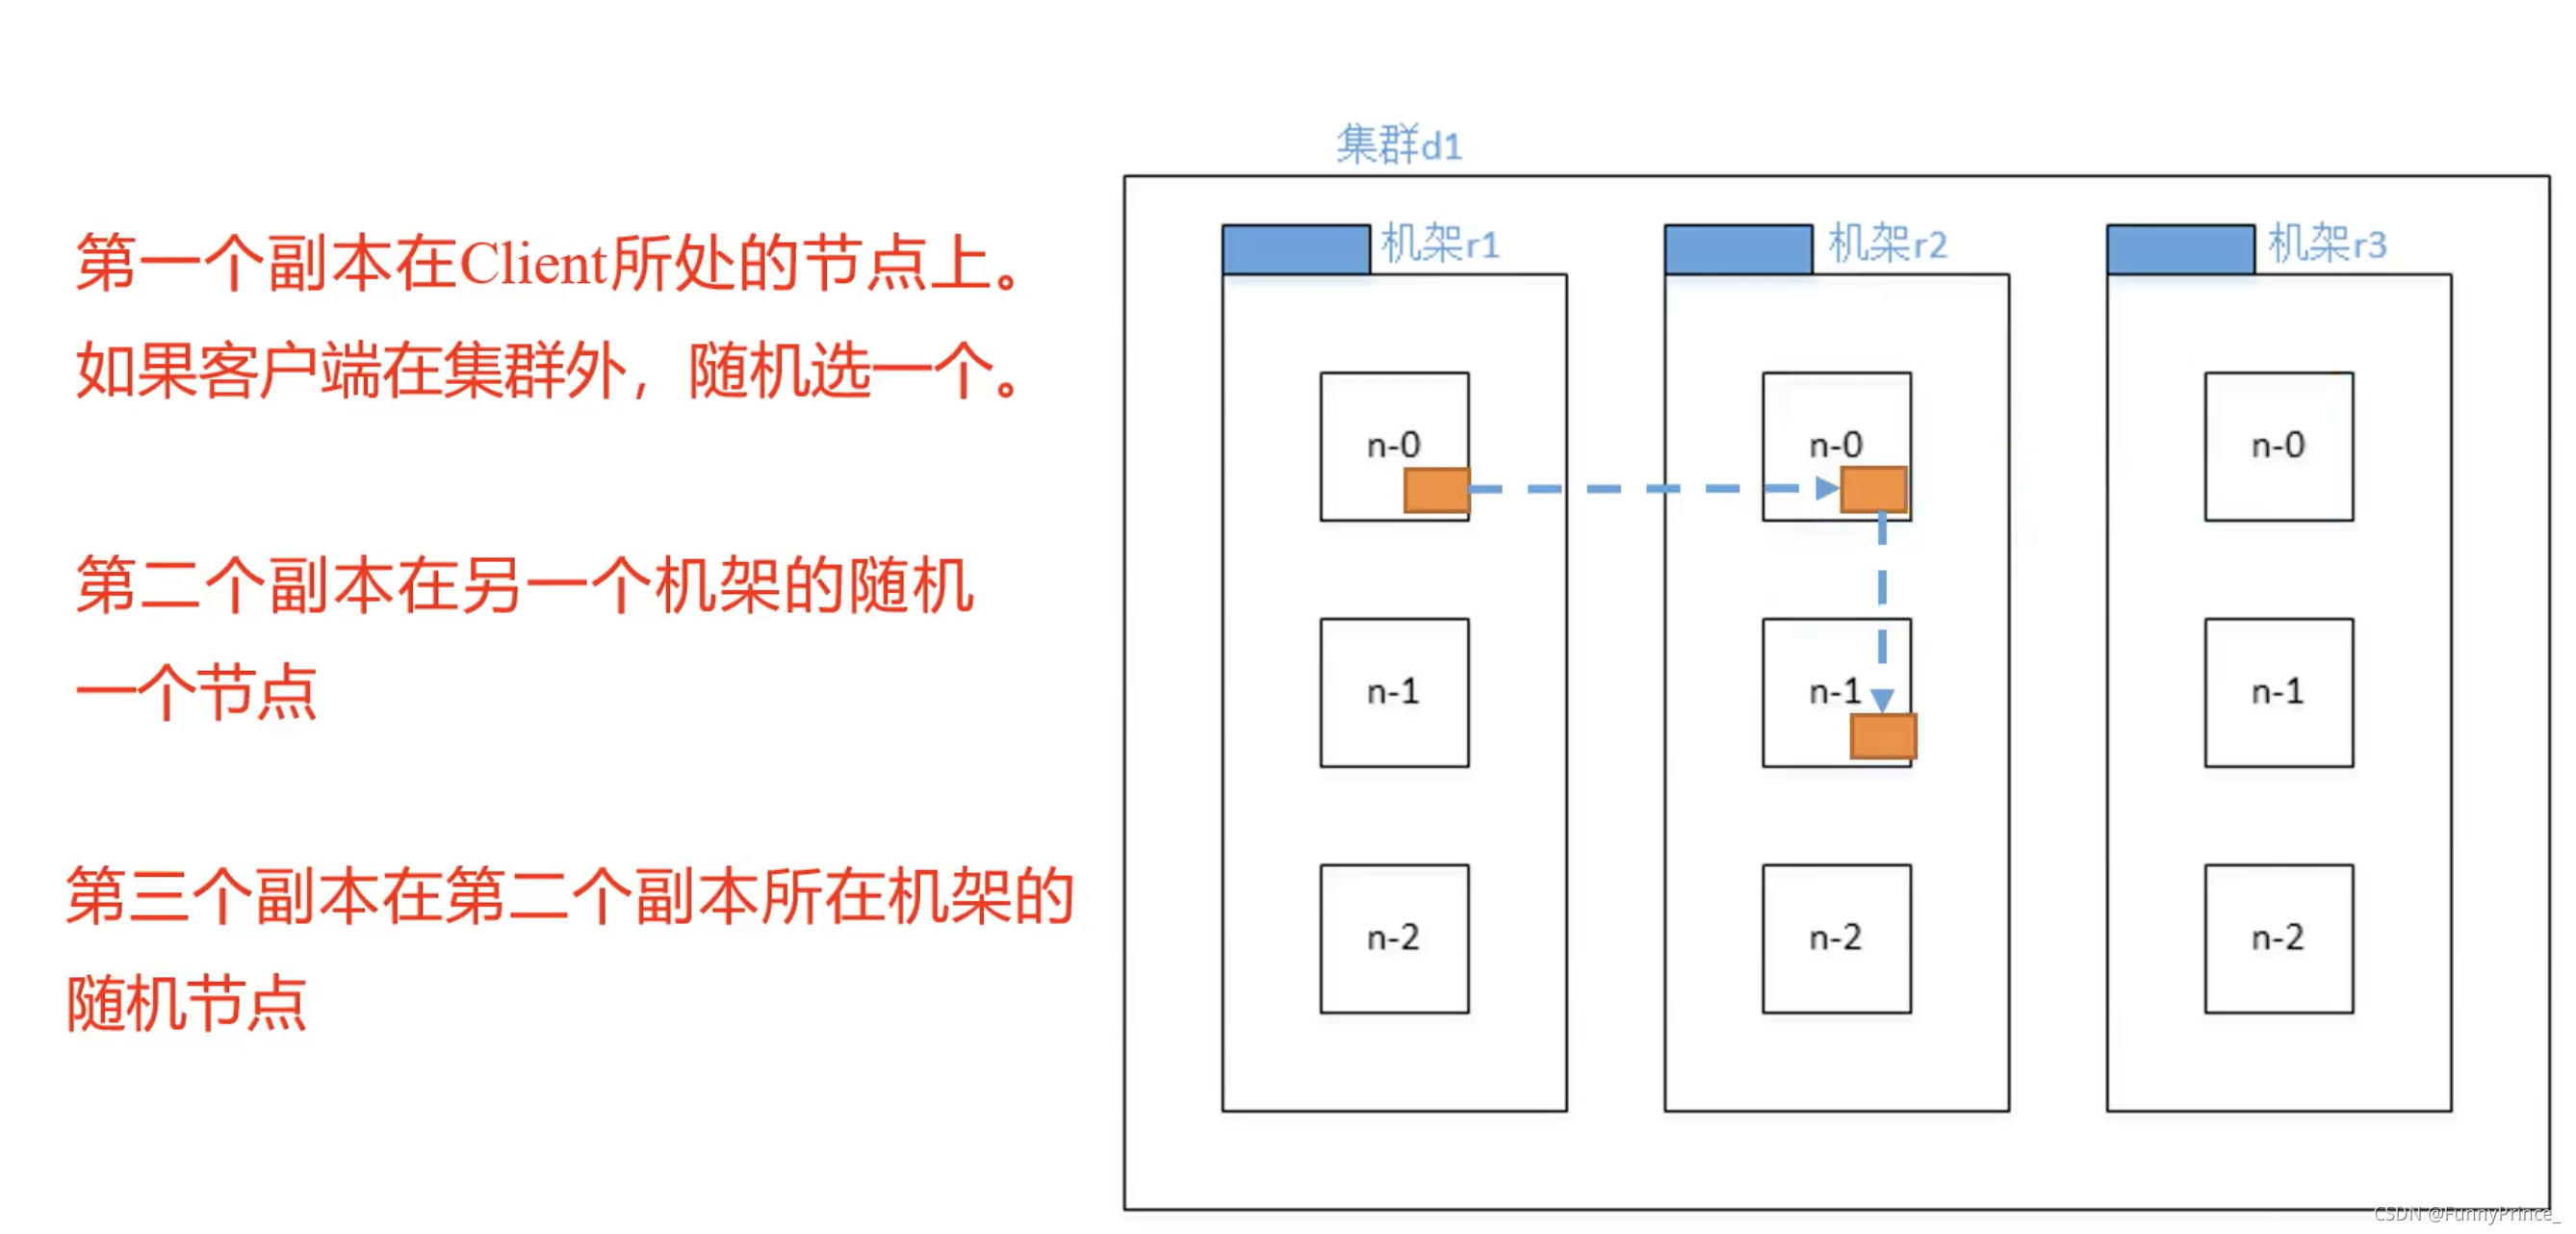 第一个副本在Client所处的节点上。
如果客户端在集群外，随机选一个。
第二个副本在另一个机架的随机
一个节点
第三个副本在第二个副本所在机架的
随机节点
集群d1
机架r1
机架r2
机架r3
n-0
n-0
n-0
n-1
n-1
n-1
n-2
n-2
n-2
CSDN @FunnyPrince_